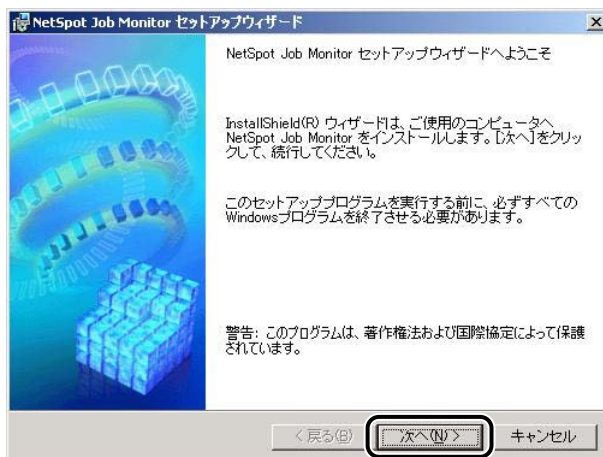 NetSpot Job Monitor セットアップウィザード
NetSpot Job Monitor セットアップウィザードへようこそ
InstallShield(R) ウィザードは、ご使用のコンピュータへ
NetSpot Job Monitor をインストールします。[次へ]をクリッ
クして、続行してください。
このセットアッププログラムを実行する前に、必ずすべての
Windowsプログラムを終了させる必要があります。
警告: このプログラムは、著作権法および国際協定によって保護
されています。
< 戻る(B) 次へ(N) > キャンセル